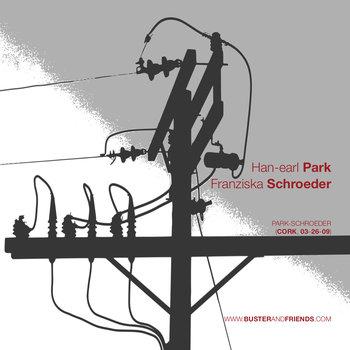 Han-earl Park
Franziska Schroeder
PARK-SCHROEDER
(CORK, 03-26-09)
WWW.BUSTERANDFRIENDS.COM